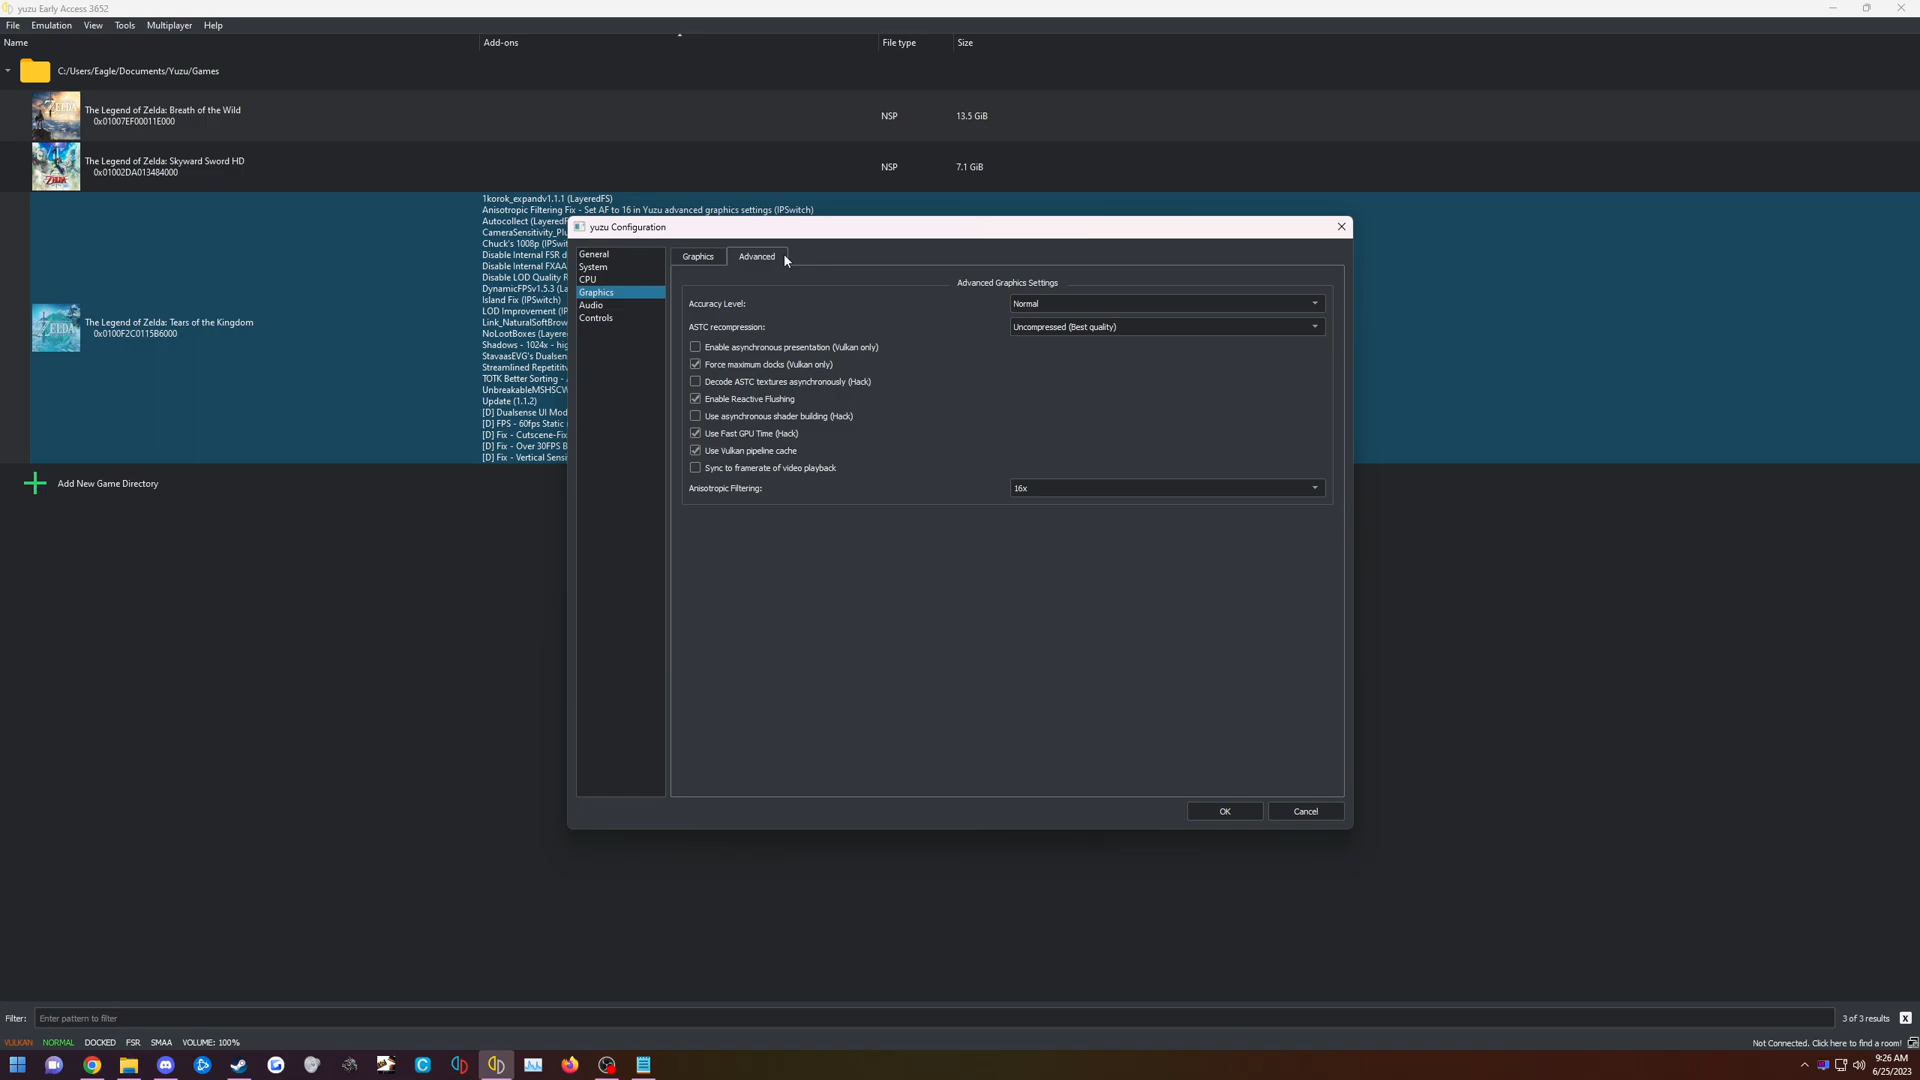 yuzu Early Access 3652
File Emulation View Tools Multiplayer Help
Name Add-ons File type Size
C:/Users/Eagle/Documents/Yuzu/Games
The Legend of Zelda: Breath of the Wild
0x01007EF00011E000
NSP 13.5 GiB
The Legend of Zelda: Skyward Sword HD
0x01002DA013484000
NSP 7.1 GiB
The Legend of Zelda: Tears of the Kingdom
0x0100F2C0115B6000
1korok_expandv1.1.1 (LayeredFS)
Anisotropic Filtering Fix - Set AF to 16 in Yuzu advanced graphics settings (IPSwitch)
Autocollect (Layered
CameraSensitivity_
Chuck's 1008p (IPSwit
Disable Internal FSR
Disable Internal FXAA
Disable LOD Quality
DynamicFPSv1.5.3
Island Fix (IPSwitch)
LOD Improvement
Link_NaturalSoftBrow
NoLootBoxes (Layere
Shadows - 1024x -
StavaasEVG's Dualsen
Streamlined Repetitiv
TOTK Better Sorting -
UnbreakableMSHSCW
Update (1.1.2)
[D] Dualsense UI Mod
[D] FPS - 60fps Static
[D] Fix - Cutscene-Fix
[D] Fix - Over 30FPS
[D] Fix - Vertical Sensi
Add New Game Directory
yuzu Configuration
General
System
CPU
Graphics
Audio
Controls
Graphics Advanced
Advanced Graphics Settings
Accuracy Level: Normal
ASTC recompression: Uncompressed (Best quality)
Enable asynchronous presentation (Vulkan only)
Force maximum clocks (Vulkan only)
Decode ASTC textures asynchronously (Hack)
Enable Reactive Flushing
Use asynchronous shader building (Hack)
Use Fast GPU Time (Hack)
Use Vulkan pipeline cache
Sync to framerate of video playback
Anisotropic Filtering: 16x
OK Cancel
Filter: Enter pattern to filter 3 of 3 results X
VULKAN NORMAL DOCKED FSR SMAA VOLUME: 100% Not Connected. Click here to find a room!
9:26 AM
6/25/2023